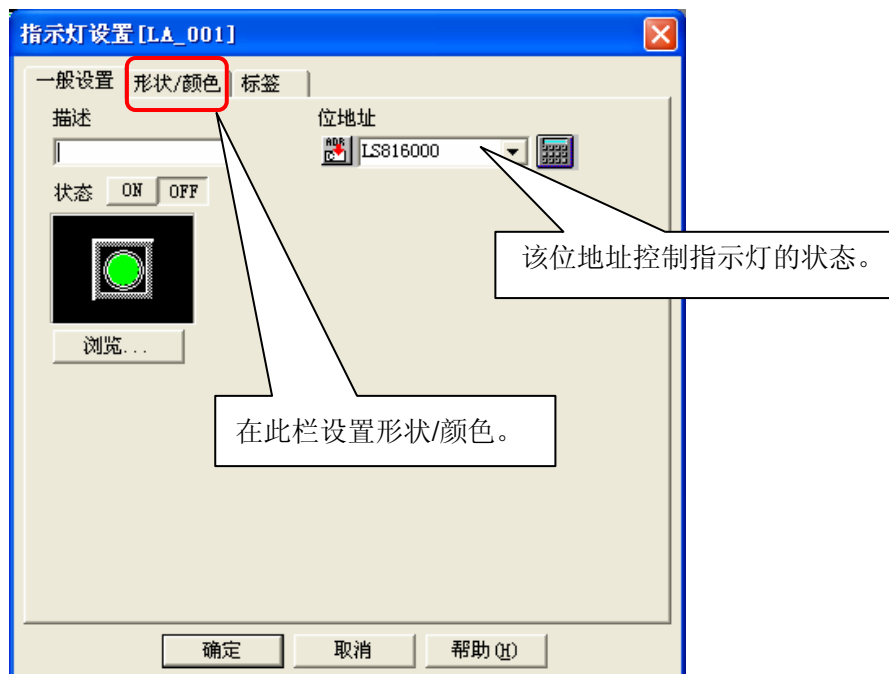 指示灯设置[LA_001]
一般设置 形状/颜色 标签
描述 位地址
ADR
C
LS816000
状态 ON OFF
该位地址控制指示灯的状态。
浏览...
在此栏设置形状/颜色。
确定 取消 帮助(H)